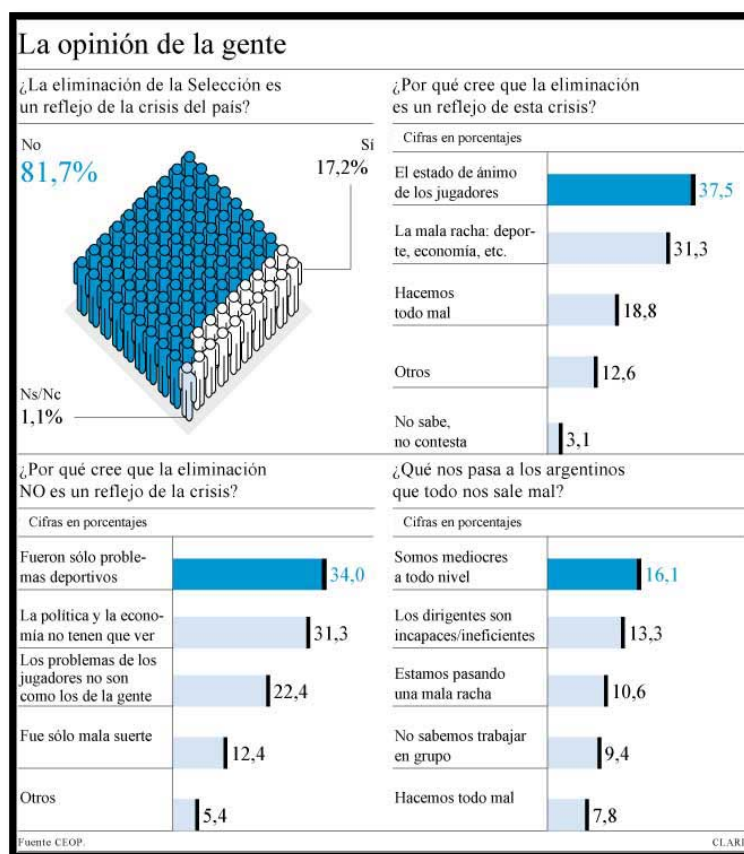 La opinión de la gente
¿La eliminación de la Selección es
un reflejo de la crisis del país?
No
81,7%
Sí
17,2%
Ns/Nc
1,1%
¿Por qué cree que la eliminación
es un reflejo de esta crisis?
Cifras en porcentajes
El estado de ánimo
de los jugadores
37,5
La mala racha: depor-
te, economía, etc.
31,3
Hacemos
todo mal
18,8
Otros
12,6
No sabe,
no contesta
3,1
¿Por qué cree que la eliminación
NO es un reflejo de la crisis?
Cifras en porcentajes
Fueron sólo proble-
mas deportivos
34,0
La política y la econo-
mía no tenen que ver
31,3
Los problemas de los
jugadores no son
como los de la gente
22,4
Fue sólo mala suerte
12,4
Otros
5,4
¿Qué nos pasa a los argentinos
que todo nos sale mal?
Cifras en porcentajes
Somos mediocres
a todo nivel
16,1
Los dirigentes son
incapaces/ineficientes
13,3
Estamos pasando
una mala racha
10,6
No sabemos trabajar
en grupo
9,4
Hacemos todo mal
7,8
Fuente CEOP.
CLARI